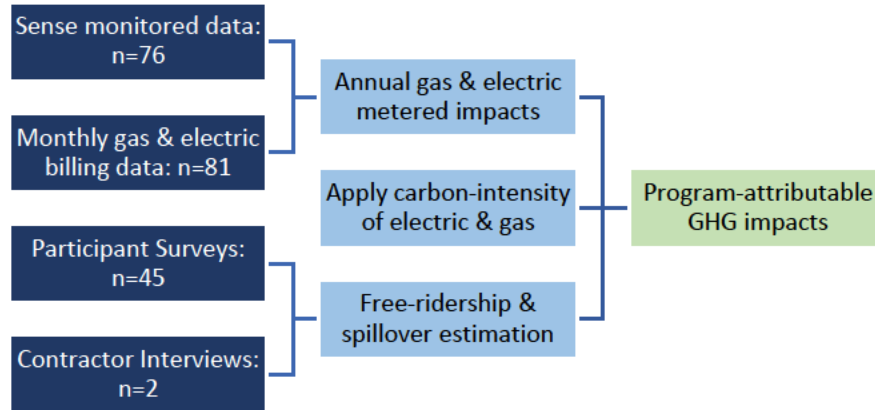 Sense monitored data:
n=76
Monthly gas & electric
billing data: n=81
Participant Surveys:
n=45
Contractor Interviews:
n=2
Annual gas & electric
metered impacts
Apply carbon-intensity
of electric & gas
Free-ridership &
spillover estimation
Program-attributable
GHG impacts